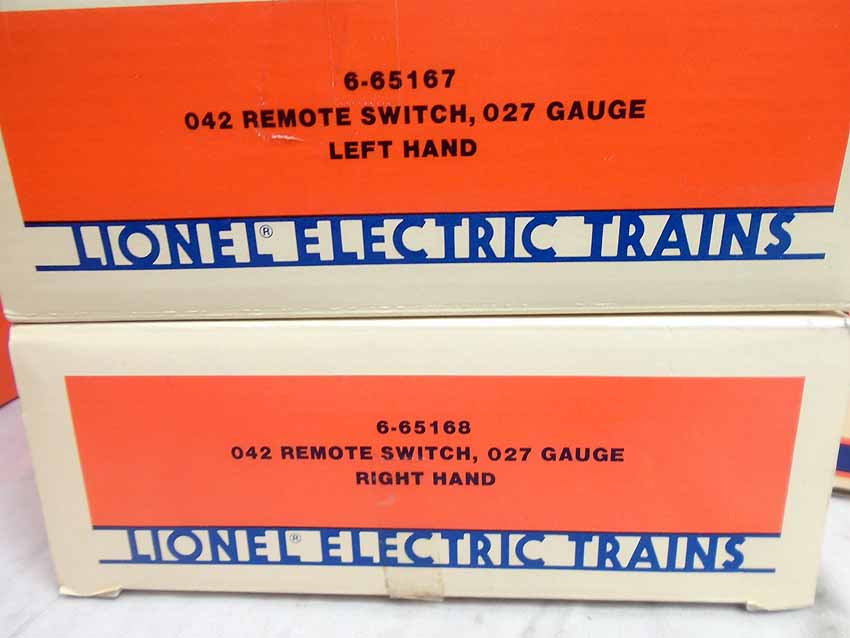 6-65167
042 REMOTE SWITCH, 027 GAUGE
LEFT HAND
LIONEL® ELECTRIC TRAINS
6-65168
042 REMOTE SWITCH, 027 GAUGE
RIGHT HAND
LIONEL® ELECTRIC TRAINS